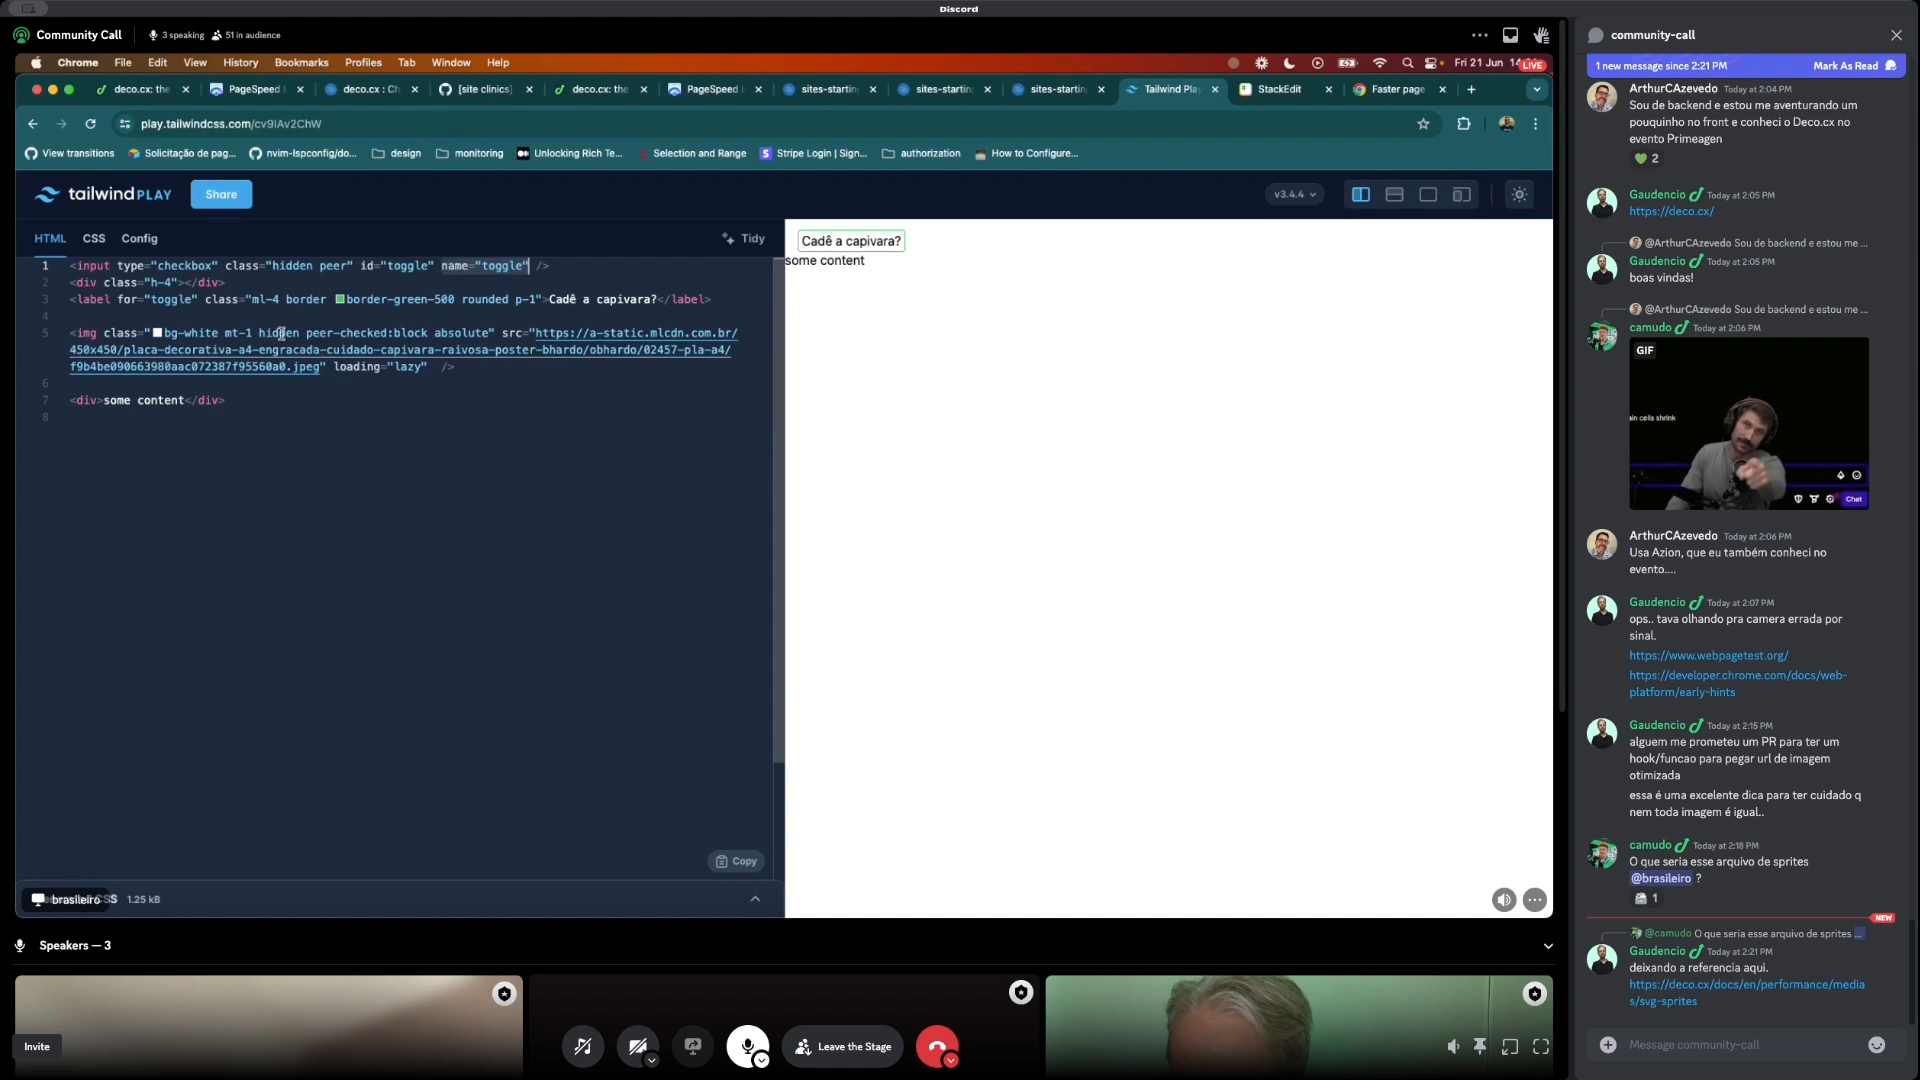 Discord
Community Call
3 speaking
51 in audience
Chrome File Edit View History Bookmarks Profiles Tab Window Help
Fri 21 Jun
LIVE
deco.cx: the
PageSpeed
deco.cx : Ch
[site clinics]
deco.cx: the
PageSpeed
sites-startin
sites-startin
sites-startin
Tailwind Play
StackEdit
Faster page
play.tailwindcss.com/cv9IAv2ChW
View transitions
Solicitação de pag...
nvim-lspconfig/do...
design
monitoring
Unlocking Rich Te...
Selection and Range
Stripe Login | Sign...
authorization
How to Configure...
tailwind PLAY
Share
v3.4.4
HTML CSS Config
Tidy
1 <input type="checkbox" class="hidden peer" id="toggle" name="toggle" />
2 <div class="h-4"></div>
3 <label for="toggle" class="ml-4 border border-green-500 rounded p-1">Cadê a capivara?</label>
4
5 <img class="bg-white mt-1 hidden peer-checked:block absolute" src="https://a-static.mlcdn.com.br/
450x450/placa-decorativa-a4-engracada-cuidado-capivara-raivosa-poster-bhardo/obhardo/02457-pla-a4/
f9b4be090663980aac072387f95560a0.jpeg" loading="lazy" />
6
7 <div>some content</div>
8
Cadê a capivara?
some content
Copy
brasileiro
CSS 1.25 kB
Speakers — 3
Invite
Leave the Stage
community-call
1 new message since 2:21 PM
Mark As Read
ArthurCAzevedo Today at 2:04 PM
Sou de backend e estou me aventurando um
pouquinho no front e conheci o Deco.cx no
evento Primeagen
2
Gaudencio Today at 2:05 PM
https://deco.cx/
@ArthurCAzevedo Sou de backend e estou me ...
Gaudencio Today at 2:05 PM
boas vindas!
@ArthurCAzevedo Sou de backend e estou me ...
camudo Today at 2:06 PM
GIF
ain cells shrink
Chat
ArthurCAzevedo Today at 2:06 PM
Usa Azion, que eu também conheci no
evento....
Gaudencio Today at 2:07 PM
ops.. tava olhando pra camera errada por
sinal.
https://www.webpagetest.org/
https://developer.chrome.com/docs/web-
platform/early-hints
Gaudencio Today at 2:15 PM
alguem me prometeu um PR para ter um
hook/funcao para pegar url de imagem
otimizada
essa é uma excelente dica para ter cuidado q
nem toda imagem é igual..
camudo Today at 2:18 PM
O que seria esse arquivo de sprites
@brasileiro ?
1
NEW
@camudo O que seria esse arquivo de sprites ...
Gaudencio Today at 2:21 PM
deixando a referencia aqui.
https://deco.cx/docs/en/performance/media
s/svg-sprites
Message community-call